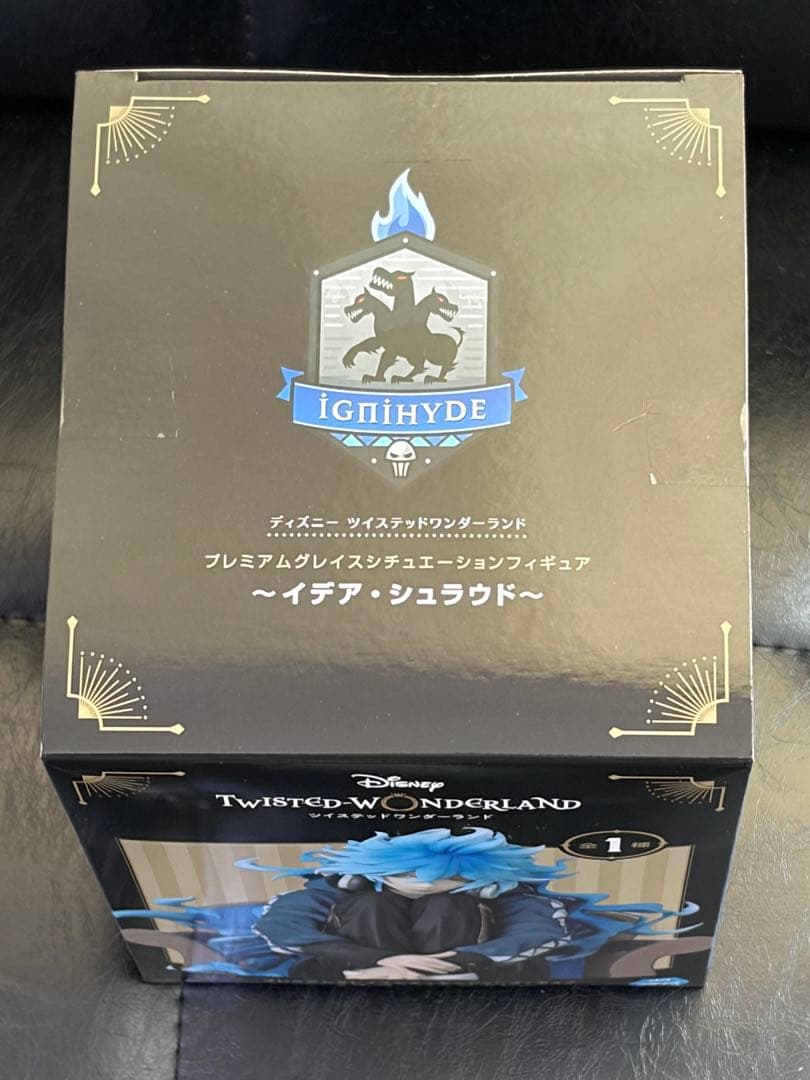 IGNIHYDE
ディズニー ツイステッドワンダーランド
プレミアムグレイスシチュエーションフィギュア
～イデア・シュラウド～
Disney
TWISTED-WONDERLAND
ツイステッドワンダーランド
全1種